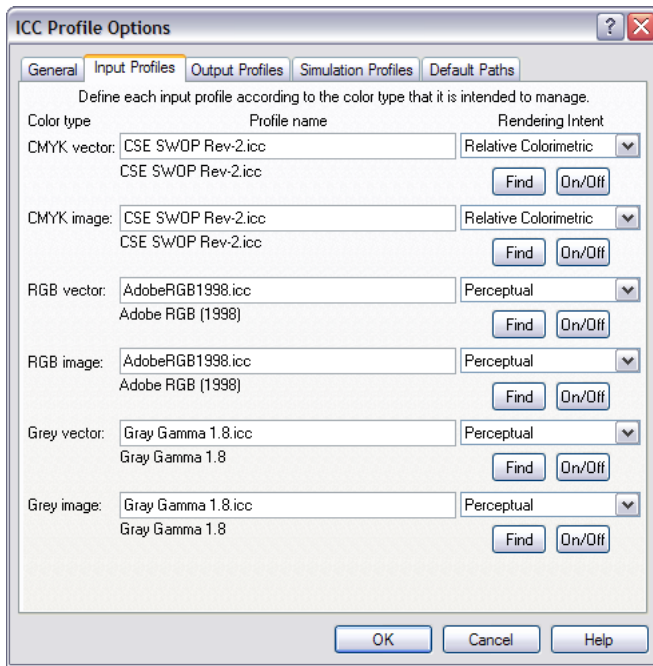 ICC Profile Options
General Input Profiles Output Profiles Simulation Profiles Default Paths
Define each input profile according to the color type that it is intended to manage.
Color type Profile name Rendering Intent
CMYK vector: CSE SWOP Rev-2.icc Relative Colorimetric
CSE SWOP Rev-2.icc
Find On/Off
CMYK image: CSE SWOP Rev-2.icc Relative Colorimetric
CSE SWOP Rev-2.icc
Find On/Off
RGB vector: AdobeRGB1998.icc Perceptual
Adobe RGB (1998)
Find On/Off
RGB image: AdobeRGB1998.icc Perceptual
Adobe RGB (1998)
Find On/Off
Grey vector: Gray Gamma 1.8.icc Perceptual
Gray Gamma 1.8
Find On/Off
Grey image: Gray Gamma 1.8.icc Perceptual
Gray Gamma 1.8
Find On/Off
OK Cancel Help